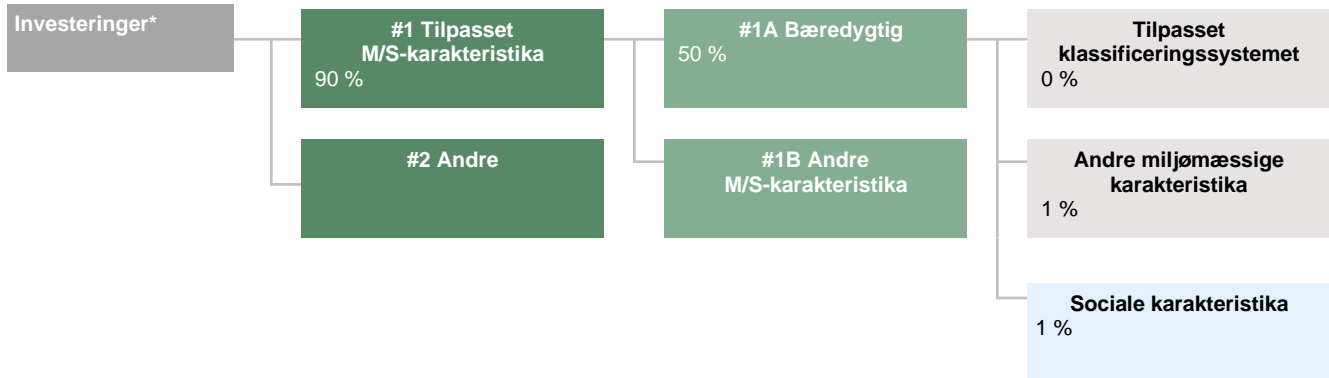 Investeringer*
#1 Tilpasset
M/S-karakteristika
90 %
#2 Andre
#1A Bæredygtig
50 %
#1B Andre
M/S-karakteristika
Tilpasset
klassificeringssystemet
0 %
Andre miljømæssige
karakteristika
1 %
Sociale karakteristika
1 %